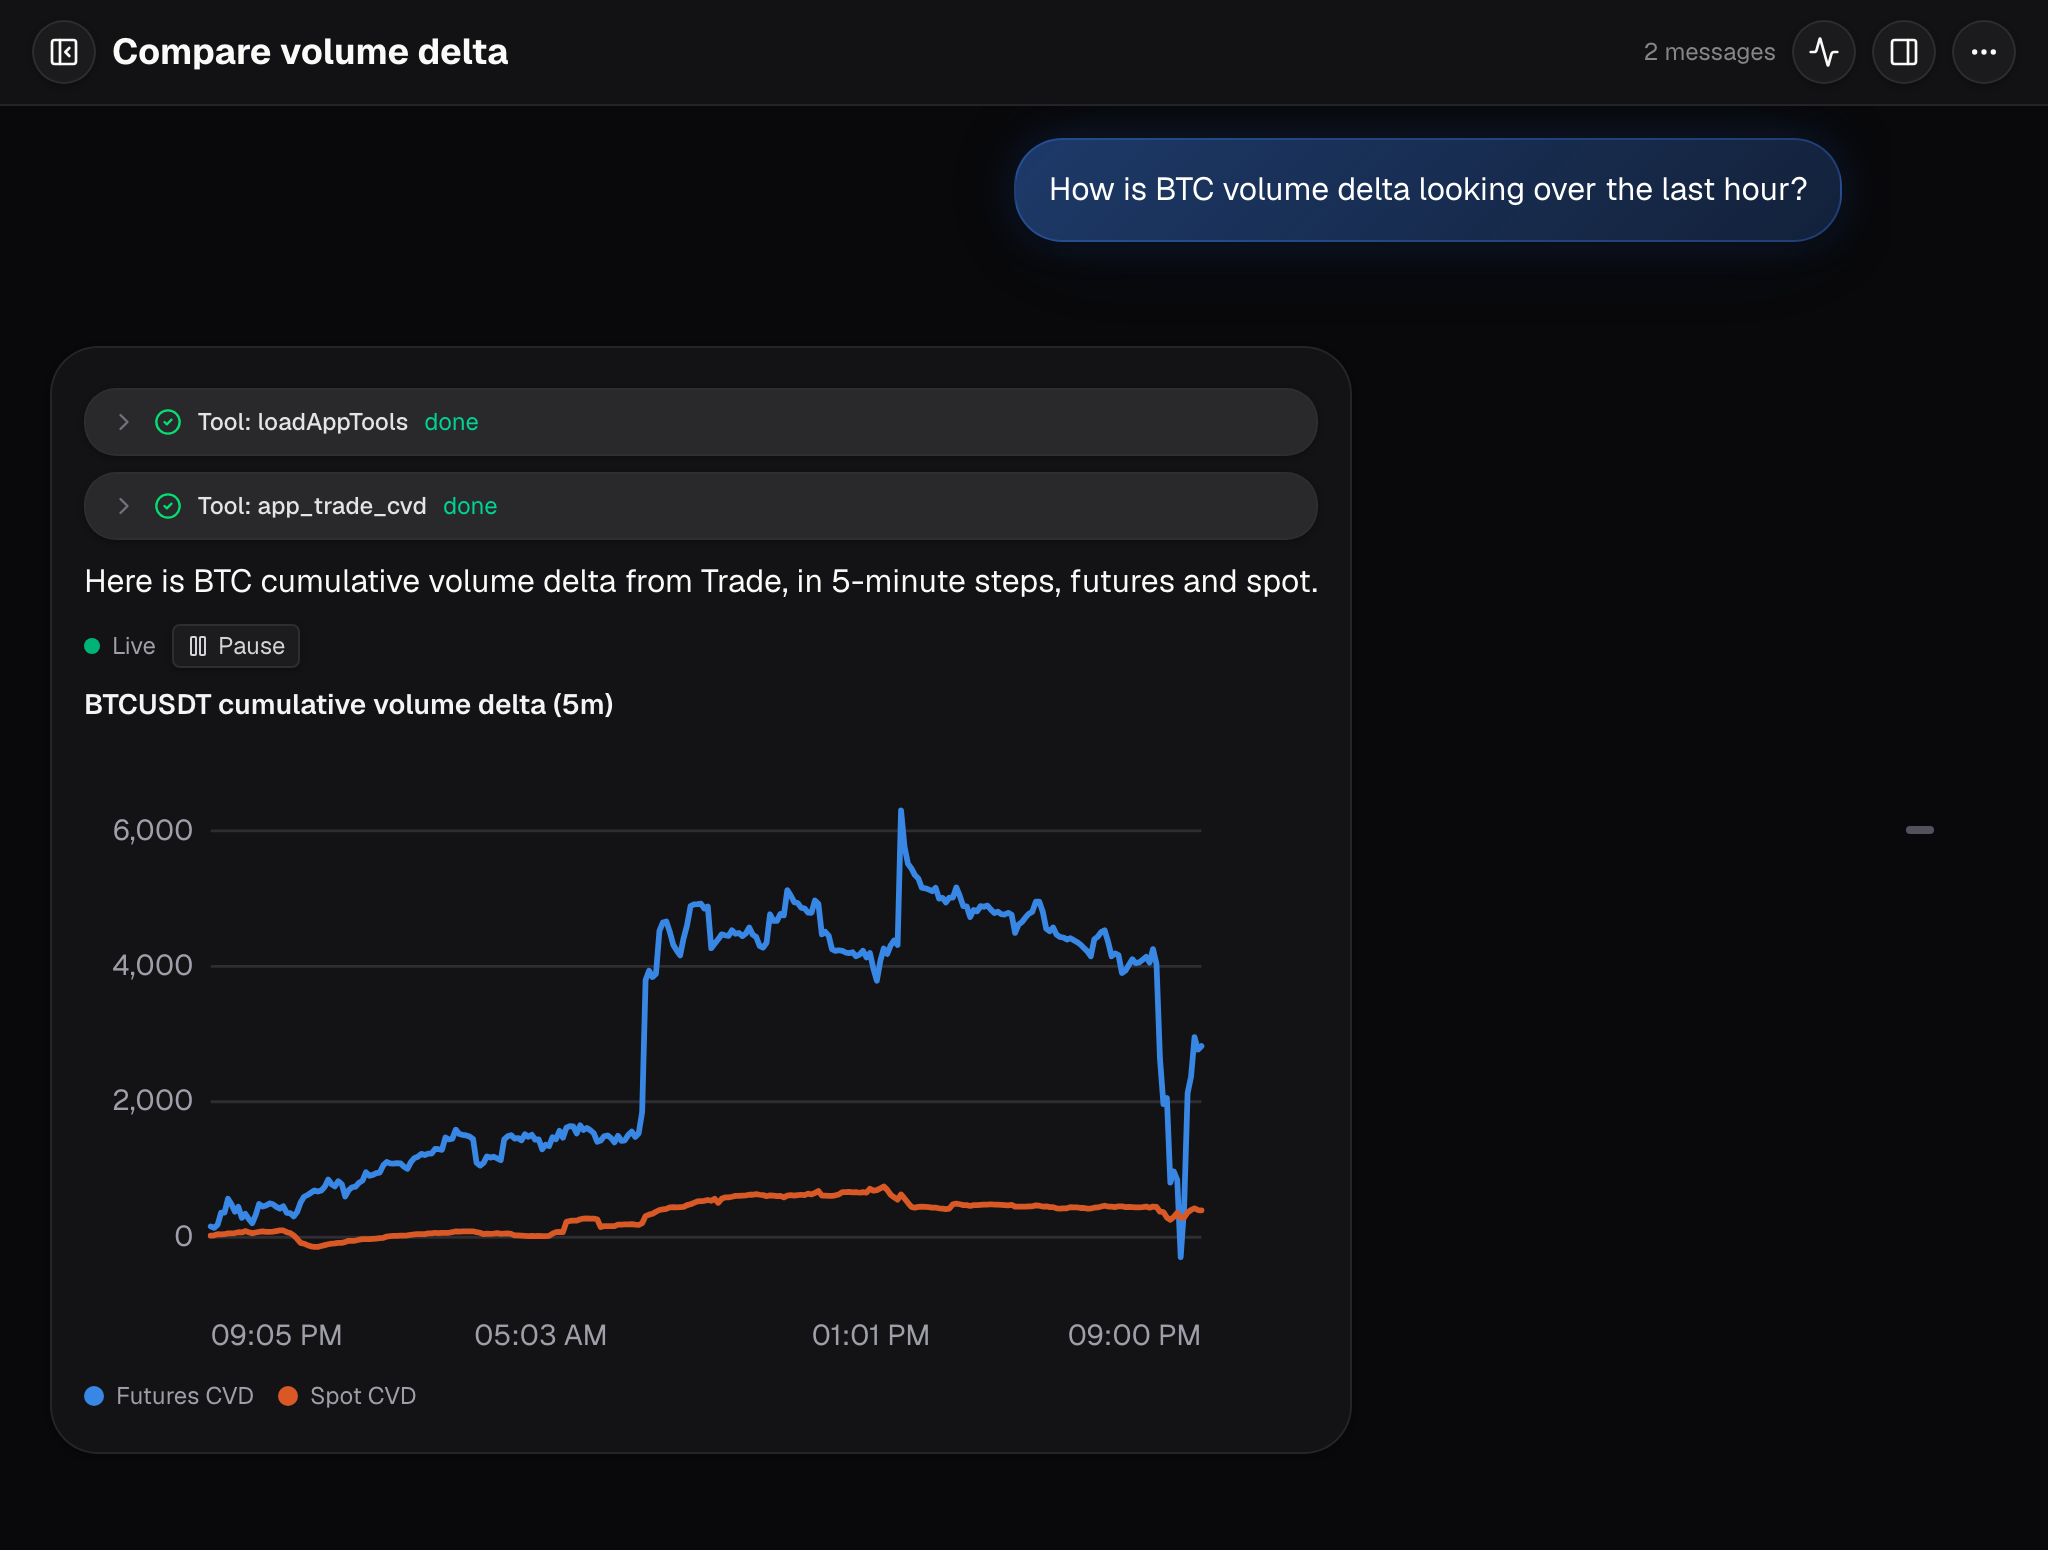 Compare volume delta
2 messages
How is BTC volume delta looking over the last hour?
Tool: loadAppTools done
Tool: app_trade_cvd done
Here is BTC cumulative volume delta from Trade, in 5-minute steps, futures and spot.
Live
Pause
BTCUSDT cumulative volume delta (5m)
6,000
4,000
2,000
0
09:05 PM
05:03 AM
01:01 PM
09:00 PM
Futures CVD
Spot CVD